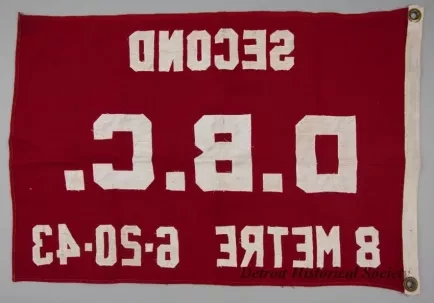 SECOND
D.B.C.
8 METRE 6-20-43
Detroit Historical Society